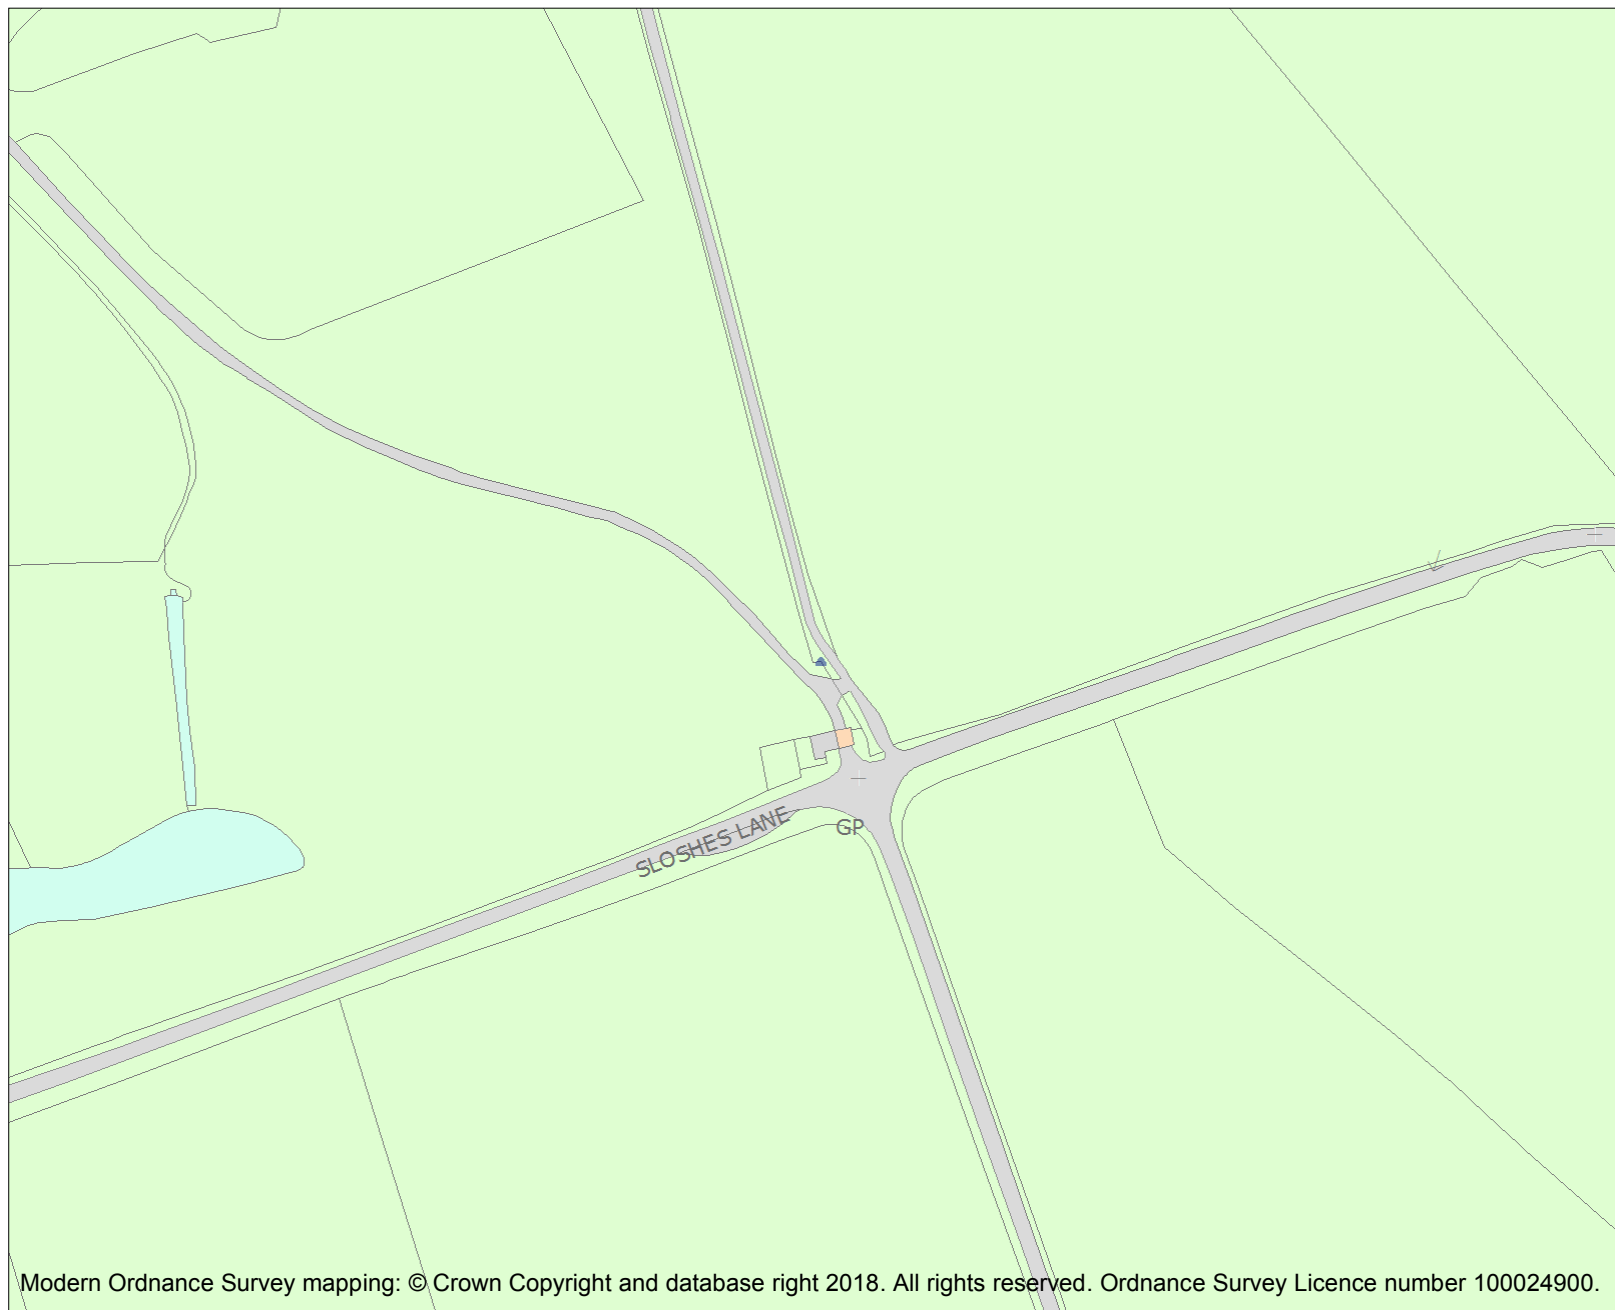 SLOSHES LANE
GP
Modern Ordnance Survey mapping: © Crown Copyright and database right 2018. All rights reserved. Ordnance Survey Licence number 100024900.